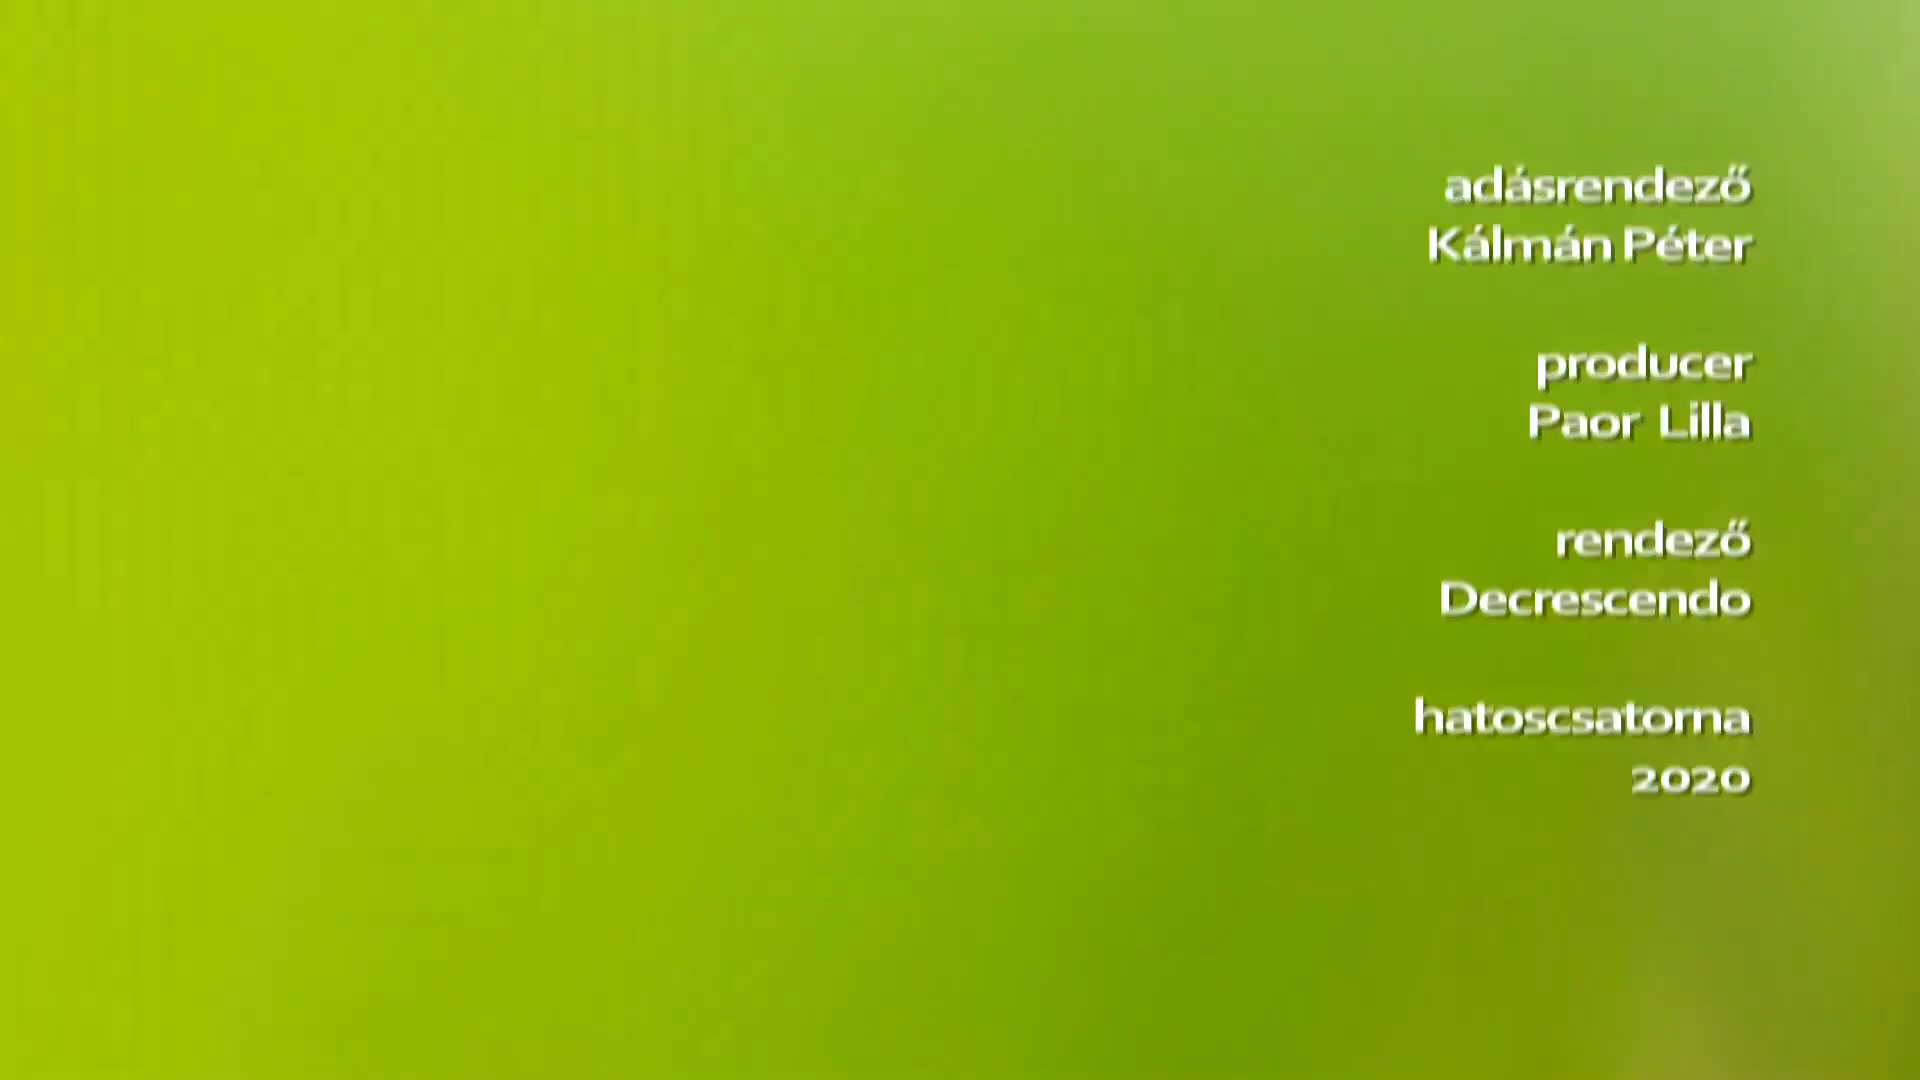 adásrendező
Kálmán Péter
producer
Paor Lilla
rendező
Decrescendo
hatoscsatorna
2020